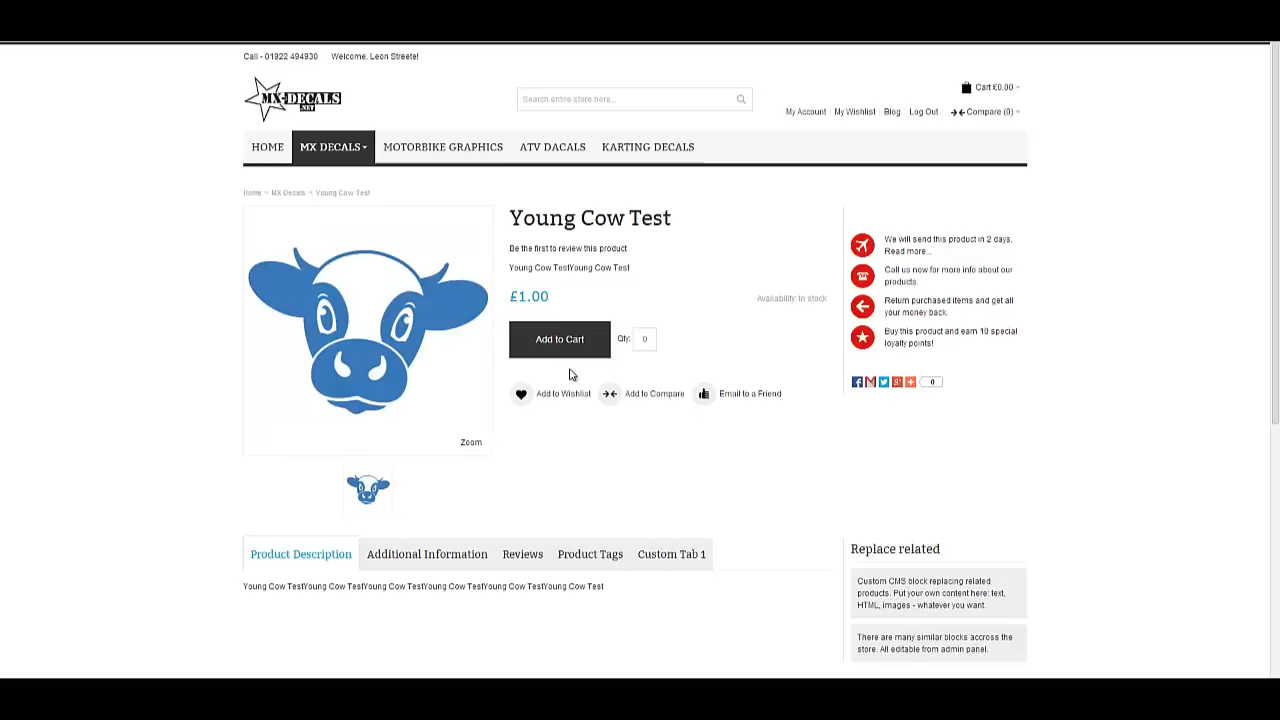 Call - 01922 494930 Welcome, Leon Streete!
MX-DECALS
.NET
Search entire store here...
Cart £0.00
My Account My Wishlist Blog Log Out Compare (0)
HOME MX DECALS MOTORBIKE GRAPHICS ATV DACALS KARTING DECALS
Home MX Decals Young Cow Test
Young Cow Test
Be the first to review this product
Young Cow TestYoung Cow Test
£1.00
Availability: In stock
Add to Cart Qty: 0
Add to Wishlist Add to Compare Email to a Friend
Zoom
We will send this product in 2 days.
Read more...
Call us now for more info about our
products.
Return purchased items and get all
your money back.
Buy this product and earn 10 special
loyalty points!
0
Product Description Additional Information Reviews Product Tags Custom Tab 1
Young Cow TestYoung Cow TestYoung Cow TestYoung Cow TestYoung Cow TestYoung Cow Test
Replace related
Custom CMS block replacing related
products. Put your own content here: text,
HTML, images - whatever you want.
There are many similar blocks accross the
store. All editable from admin panel.